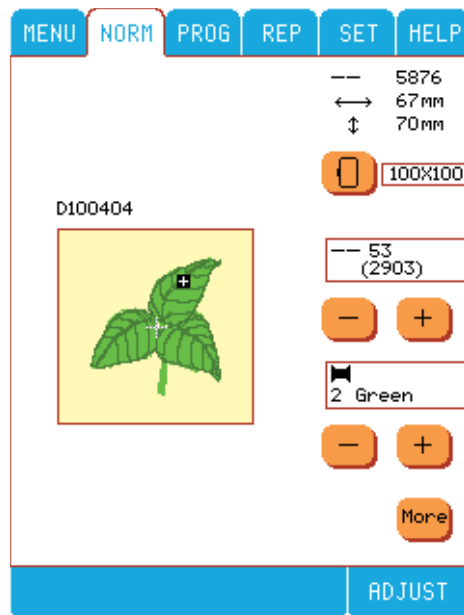 MENU NORM PROG REP SET HELP
-- 5876
↔ 67mm
↕ 70mm
100X100
D100404
-- 53
(2903)
- +
2 Green
- +
More
ADJUST